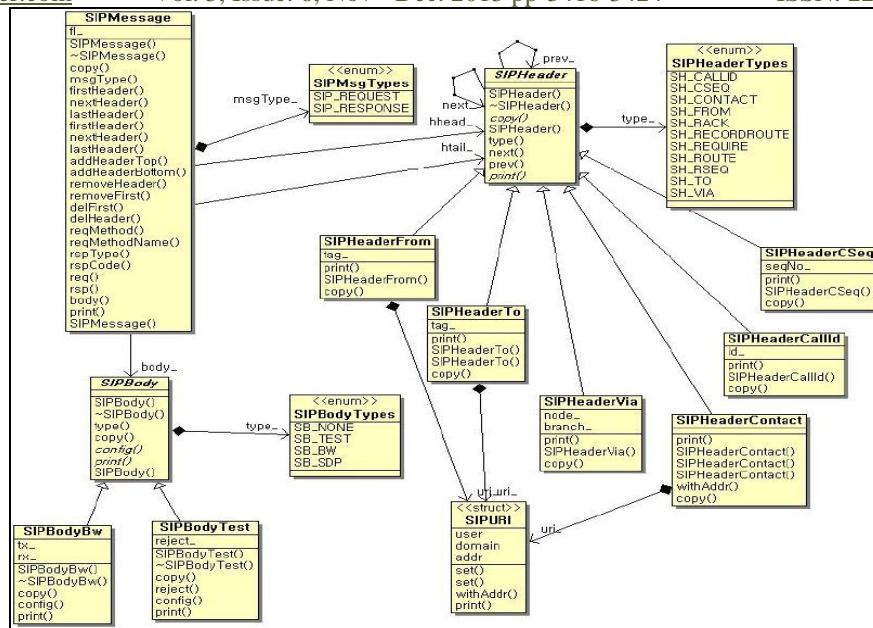 SIPMessage
fl_
SIPMessage()
~SIPMessage()
copy()
msgType()
firstHeader()
nextHeader()
lastHeader()
firstHeader()
nextHeader()
lastHeader()
addHeaderTop()
addHeaderBottom()
removeHeader()
removeFirst()
delFirst()
delHeader()
reqMethod()
reqMethodName()
rspType()
rspCode()
req()
rsp()
body()
print()
SIPMessage()
msgType_
<<enum>>
SIPMsgTypes
SIP_REQUEST
SIP_RESPONSE
hhead_
htail_
prev_
next_
SIPHeader
SIPHeader()
~SIPHeader()
copy()
SIPHeader()
type()
next()
prev()
print()
type_
<<enum>>
SIPHeaderTypes
SH_CALLID
SH_CSEQ
SH_CONTACT
SH_FROM
SH_RACK
SH_RECORDROUTE
SH_REQUIRE
SH_ROUTE
SH_RSEQ
SH_TO
SH_VIA
SIPHeaderFrom
tag_
print()
SIPHeaderFrom()
copy()
SIPHeaderTo
tag_
print()
SIPHeaderTo()
SIPHeaderTo()
copy()
SIPHeaderCSeq
seqNo_
print()
SIPHeaderCSeq()
copy()
SIPHeaderCallId
id_
print()
SIPHeaderCallId()
copy()
SIPHeaderVia
node_
branch_
print()
SIPHeaderVia()
copy()
SIPHeaderContact
print()
SIPHeaderContact()
SIPHeaderContact()
SIPHeaderContact()
withAddr()
copy()
body_
SIPBody
SIPBody()
~SIPBody()
type()
copy()
config()
print()
SIPBody()
type_
<<enum>>
SIPBodyTypes
SB_NONE
SB_TEST
SB_BW
SB_SDP
SIPBodyBw
tx_
rx_
SIPBodyBw()
~SIPBodyBw()
copy()
config()
print()
SIPBodyTest
reject_
SIPBodyTest()
~SIPBodyTest()
copy()
reject()
config()
print()
uri_
uri_
uri_
<<struct>>
SIPURI
user
domain
addr
set()
set()
withAddr()
print()